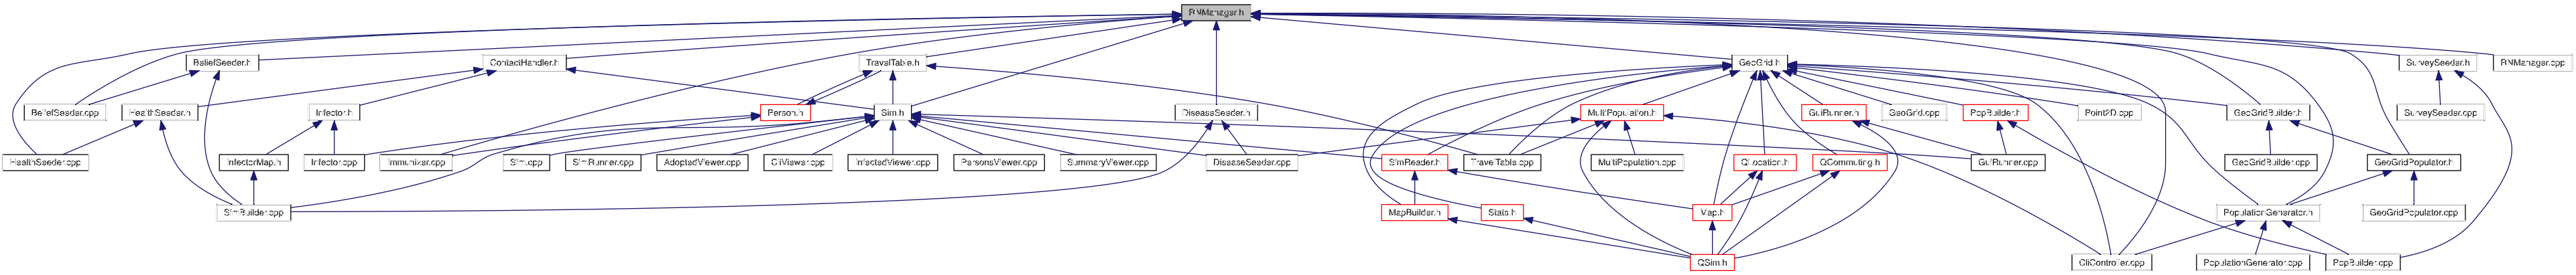 RNManager.h
BeliefSeeder.h
ContactHandler.h
TravelTable.h
GeoGrid.h
SurveySeeder.h
RNManager.cpp
BeliefSeeder.cpp
HealthSeeder.h
Infector.h
Person.h
Sim.h
DiseaseSeeder.h
MultiPopulation.h
GuiRunner.h
GeoGrid.cpp
PopBuilder.h
Point2D.cpp
GeoGridBuilder.h
SurveySeeder.cpp
HealthSeeder.cpp
InfectorMap.h
Infector.cpp
Immunizer.cpp
Sim.cpp
SimRunner.cpp
AdoptedViewer.cpp
CliViewer.cpp
InfectedViewer.cpp
PersonsViewer.cpp
SummaryViewer.cpp
DiseaseSeeder.cpp
SimReader.h
TravelTable.cpp
MultiPopulation.cpp
QLocation.h
QCommuting.h
GuiRunner.cpp
GeoGridBuilder.cpp
GeoGridPopulator.h
SimBuilder.cpp
MapBuilder.h
Stats.h
Map.h
PopulationGenerator.h
GeoGridPopulator.cpp
QSim.h
CliController.cpp
PopulationGenerator.cpp
PopBuilder.cpp